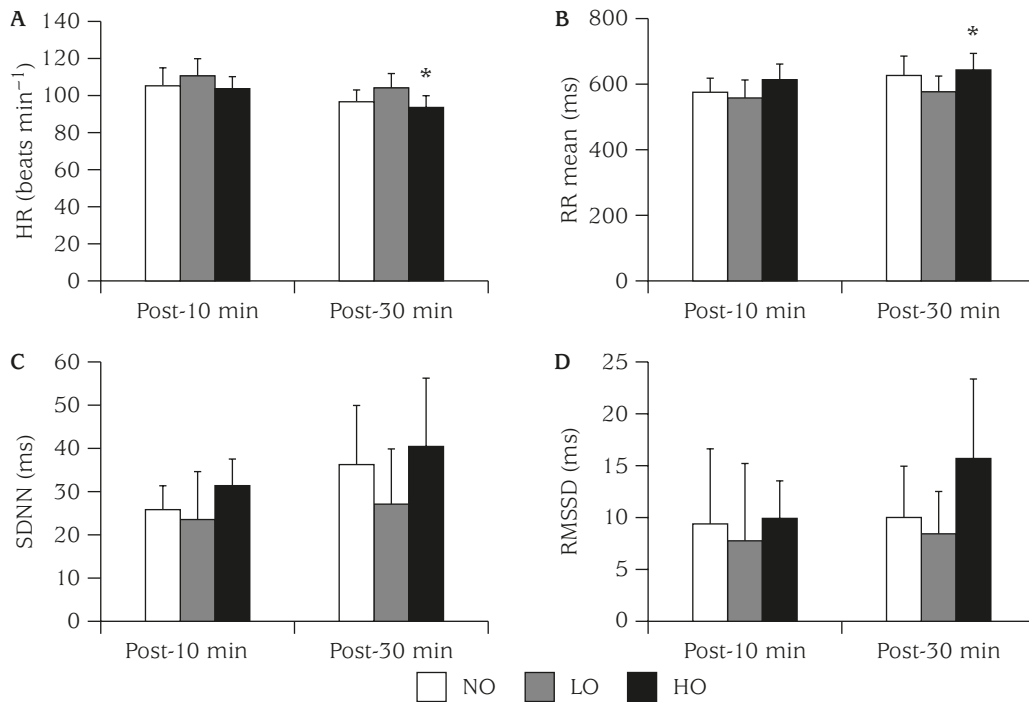 A
HR (beats min⁻¹)
140
120
100
80
60
40
20
0
*
Post-10 min
Post-30 min
B
RR mean (ms)
800
600
400
200
0
*
Post-10 min
Post-30 min
C
SDNN (ms)
60
50
40
30
20
10
0
Post-10 min
Post-30 min
D
RMSSD (ms)
25
20
15
10
5
0
Post-10 min
Post-30 min
NO LO HO